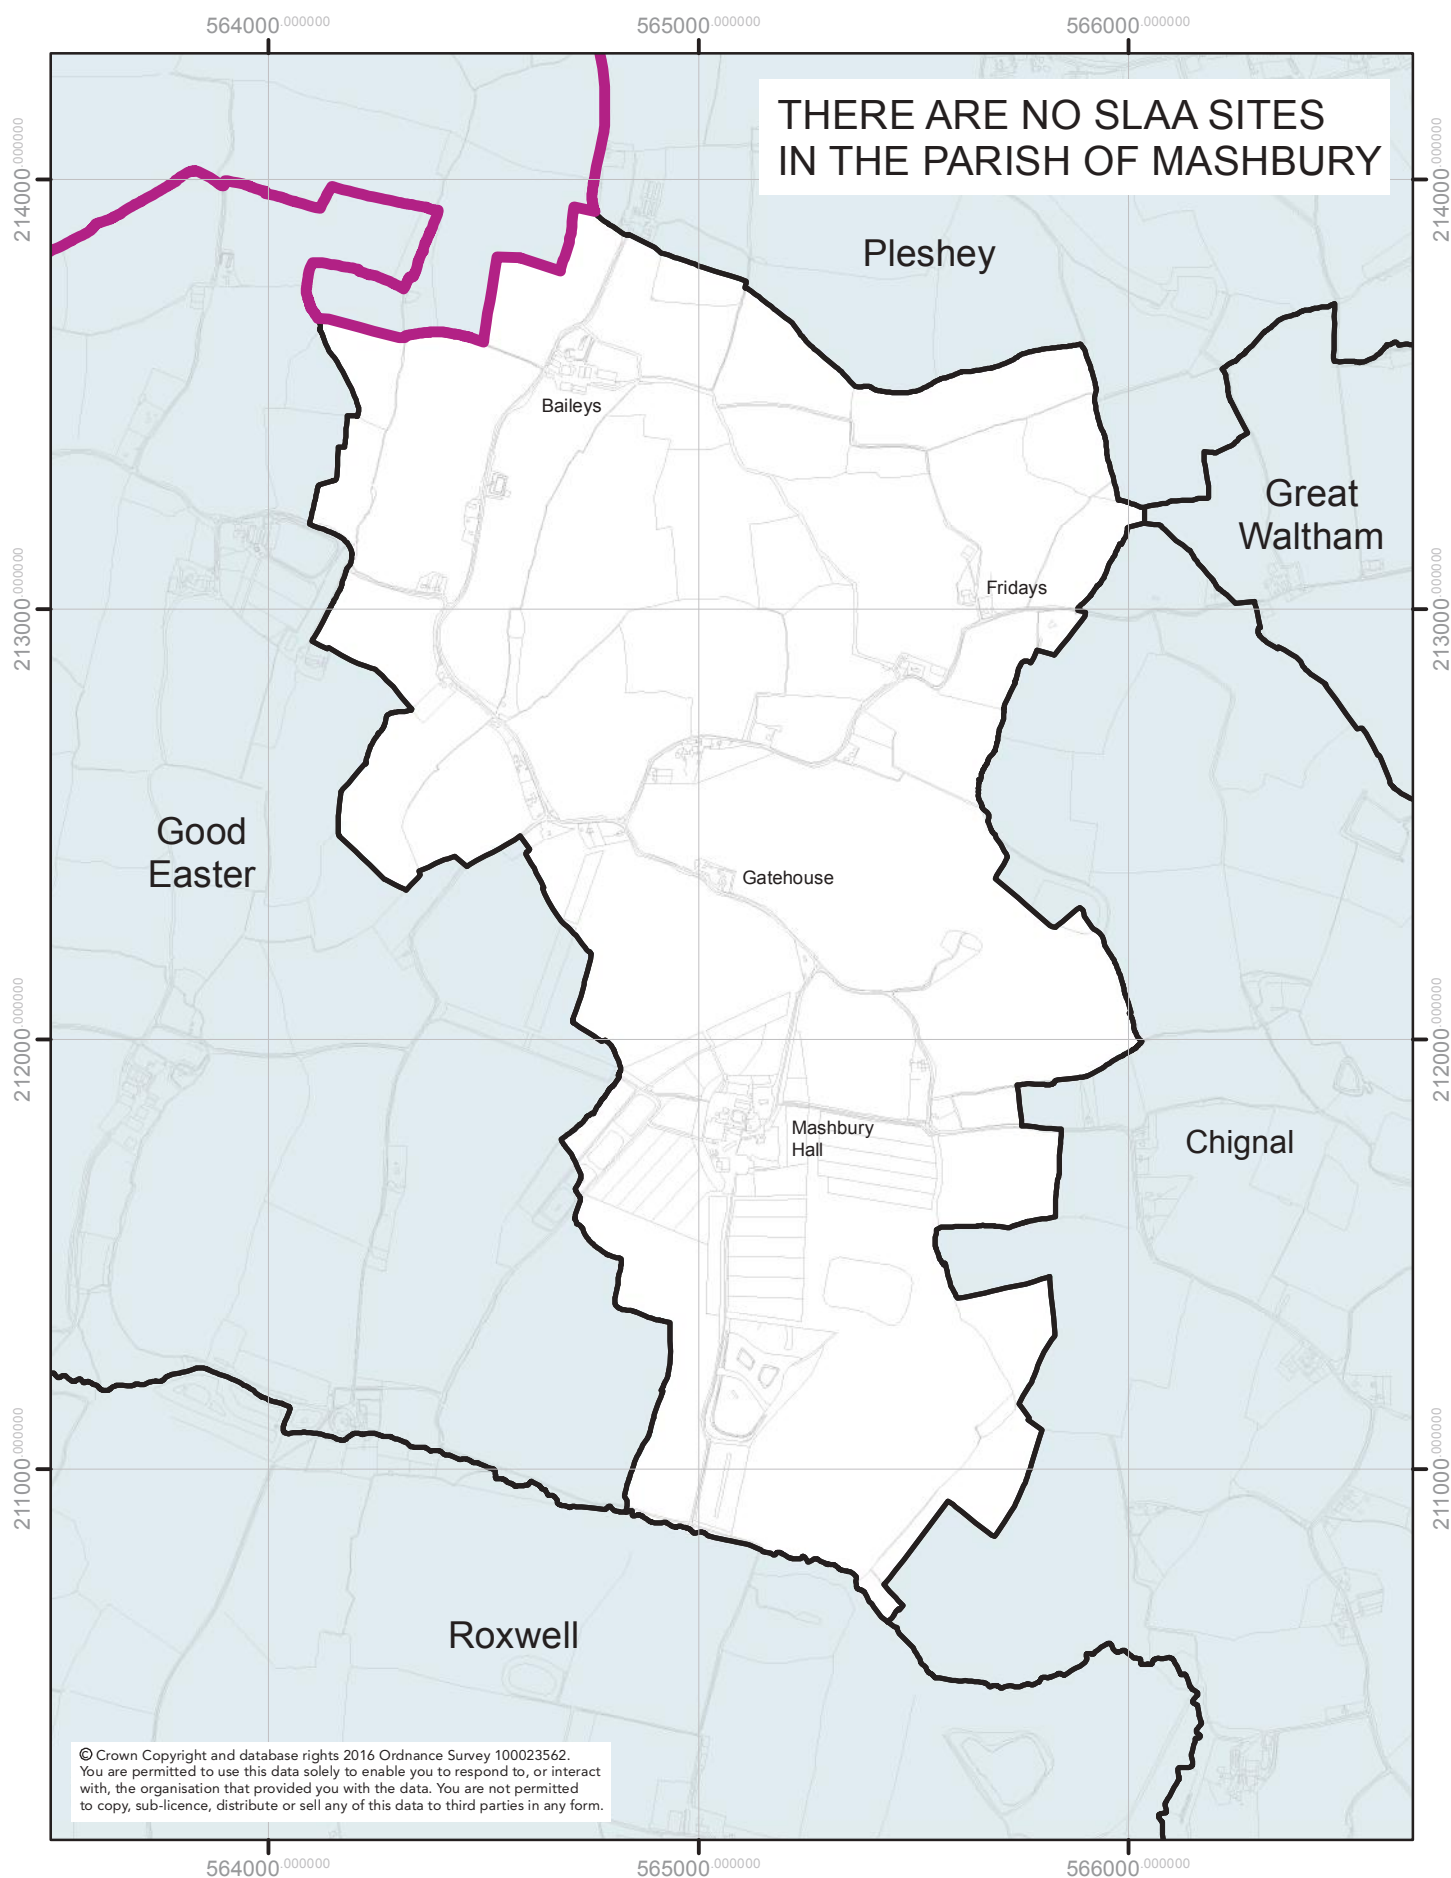 564000.000000 565000.000000 566000.000000
THERE ARE NO SLAA SITES
IN THE PARISH OF MASHBURY
214000.000000 214000.000000
Pleshey
Baileys
Great
Waltham
Fridays
213000.000000 213000.000000
Good
Easter
Gatehouse
212000.000000 212000.000000
Mashbury
Hall
Chignal
211000.000000 211000.000000
Roxwell
© Crown Copyright and database rights 2016 Ordnance Survey 100023562.
You are permitted to use this data solely to enable you to respond to, or interact
with, the organisation that provided you with the data. You are not permitted
to copy, sub-licence, distribute or sell any of this data to third parties in any form.
564000.000000 565000.000000 566000.000000